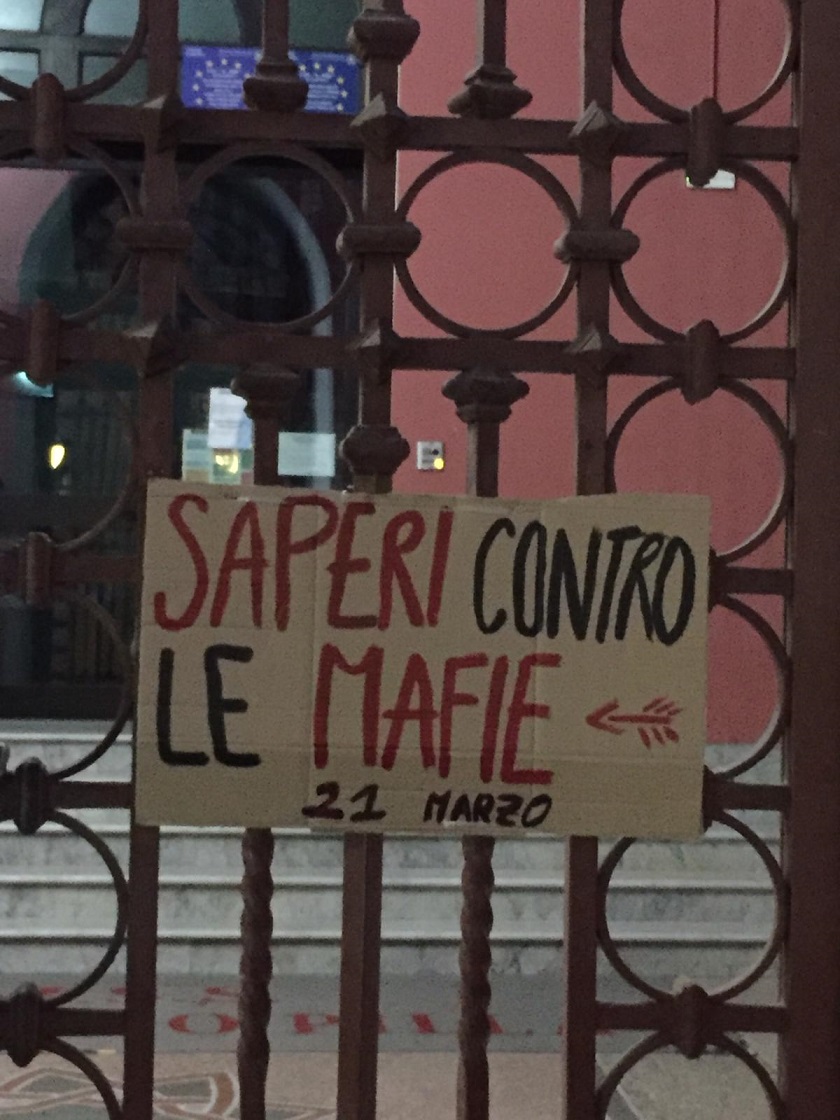 SAPERI CONTRO
LE MAFIE
21 MARZO